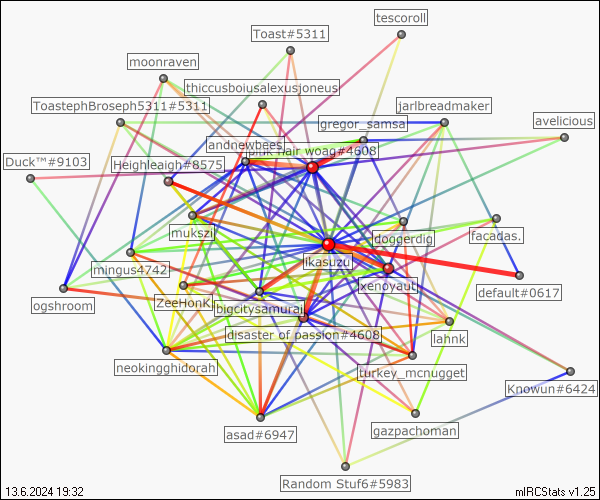 tescoroll
Toast#5311
moonraven
thiccusboiusalexusjoneus
ToastephBroseph5311#5311
jarlbreadmaker
gregor_samsa
avelicious
andnewbees
hair woag#4608
Duck™#9103
Heighleaigh#8575
mukszi
doggerdig
facadas.
ikasuzu
mingus4742
xenoyaut
default#0617
ogshroom
ZeeHonK
bigcitysamurai
disaster of passion#4608
lahnk
neokingghidorah
turkey_mcnugget
Knowun#6424
asad#6947
gazpachoman
Random Stuf6#5983
13.6.2024 19:32
mIRCStats v1.25